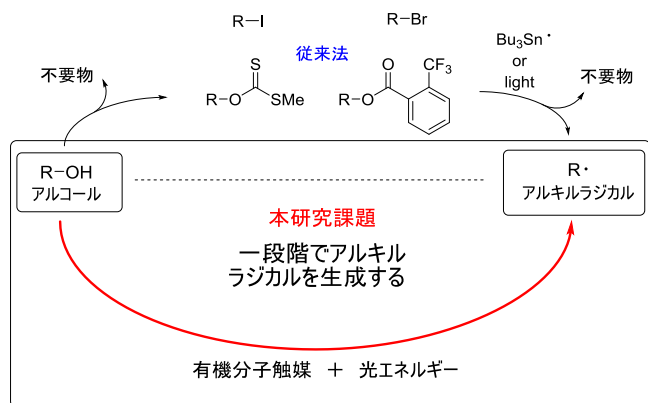 R−I
R−Br
従来法
不要物
S
R−O
SMe
O
CF3
R−O
Bu3Sn・
or
light
不要物
R−OH
アルコール
R・
アルキルラジカル
本研究課題
一段階でアルキル
ラジカルを生成する
有機分子触媒 + 光エネルギー